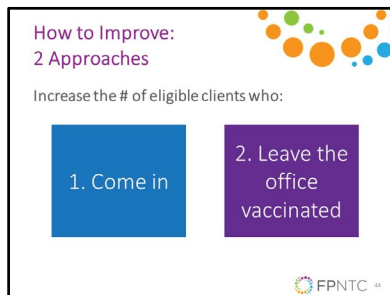 How to Improve:
2 Approaches
Increase the # of eligible clients who:
1. Come in
2. Leave the
office
vaccinated
FPNTC 44